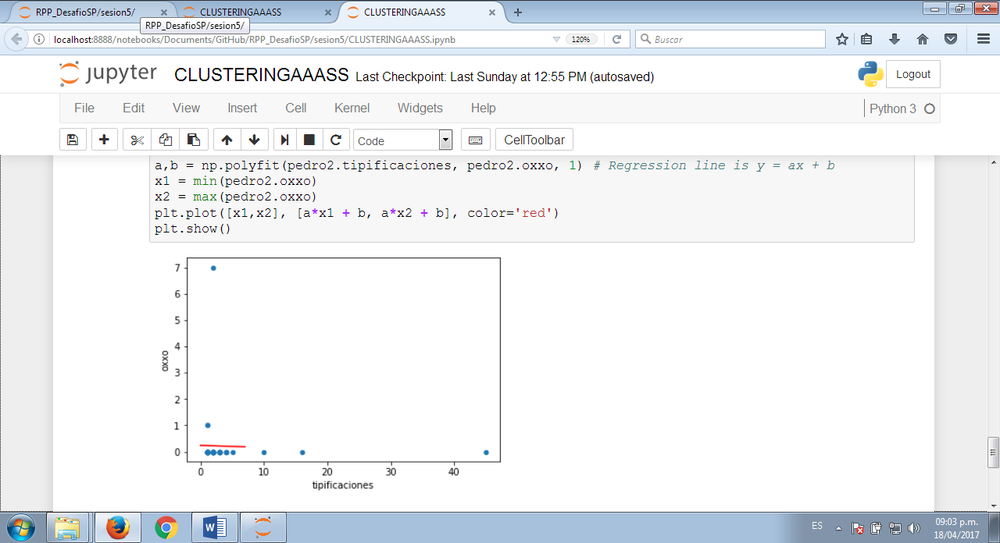 RPP_DesafioSP/sesion5/
CLUSTERINGAAASS
CLUSTERINGAAASS
RPP_DesafioSP/sesion5/
localhost:8888/notebooks/Documents/GitHub/RPP_DesafioSP/sesion5/CLUSTERINGAAASS.ipynb
120%
Buscar
jupyter
CLUSTERINGAAASS
Last Checkpoint: Last Sunday at 12:55 PM (autosaved)
Logout
File Edit View Insert Cell Kernel Widgets Help
Python 3
Code
CellToolbar
a,b = np.polyfit(pedro2.tipificaciones, pedro2.oxxo, 1) # Regression line is y = ax + b
x1 = min(pedro2.oxxo)
x2 = max(pedro2.oxxo)
plt.plot([x1,x2], [a*x1 + b, a*x2 + b], color='red')
plt.show()
7
6
5
4
3
2
1
0
oxxo
0 10 20 30 40
tipificaciones
ES
09:03 p.m.
18/04/2017